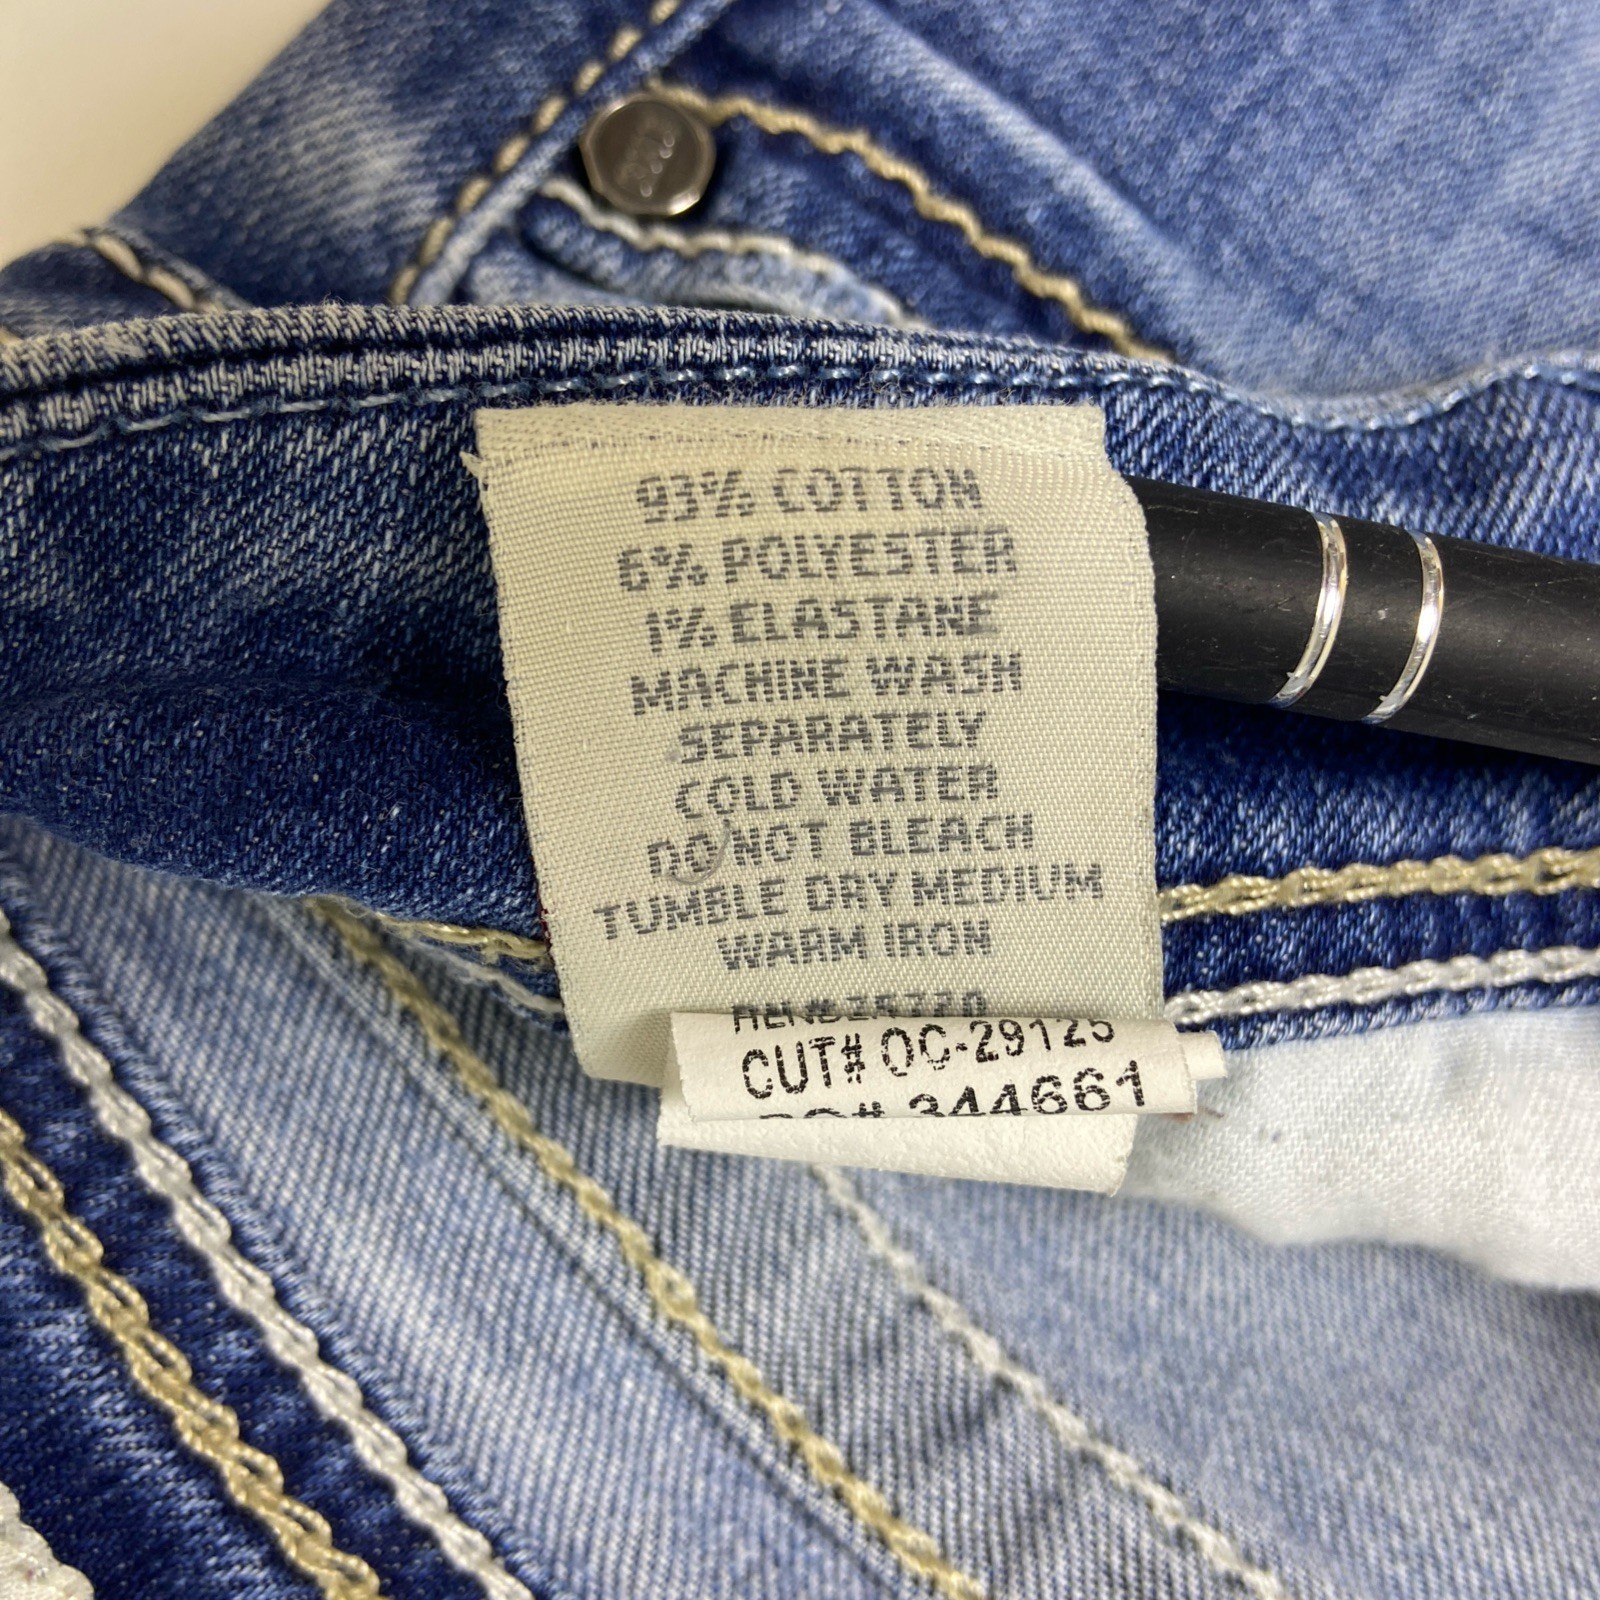 93% COTTON
6% POLYESTER
1% ELASTANE
MACHINE WASH
SEPARATELY
COLD WATER
DO NOT BLEACH
TUMBLE DRY MEDIUM
WARM IRON
CUT# OC-29125
344661